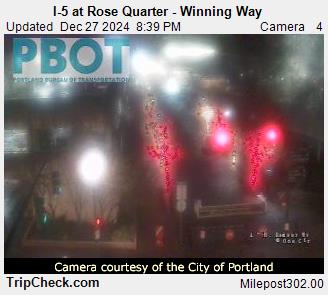 I-5 at Rose Quarter - Winning Way
Updated Dec 27 2024 8:39 PM Camera 4
PBOT
PORTLAND BUREAU OF TRANSPORTATION
Camera courtesy of the City of Portland
TripCheck.com Milepost302.00